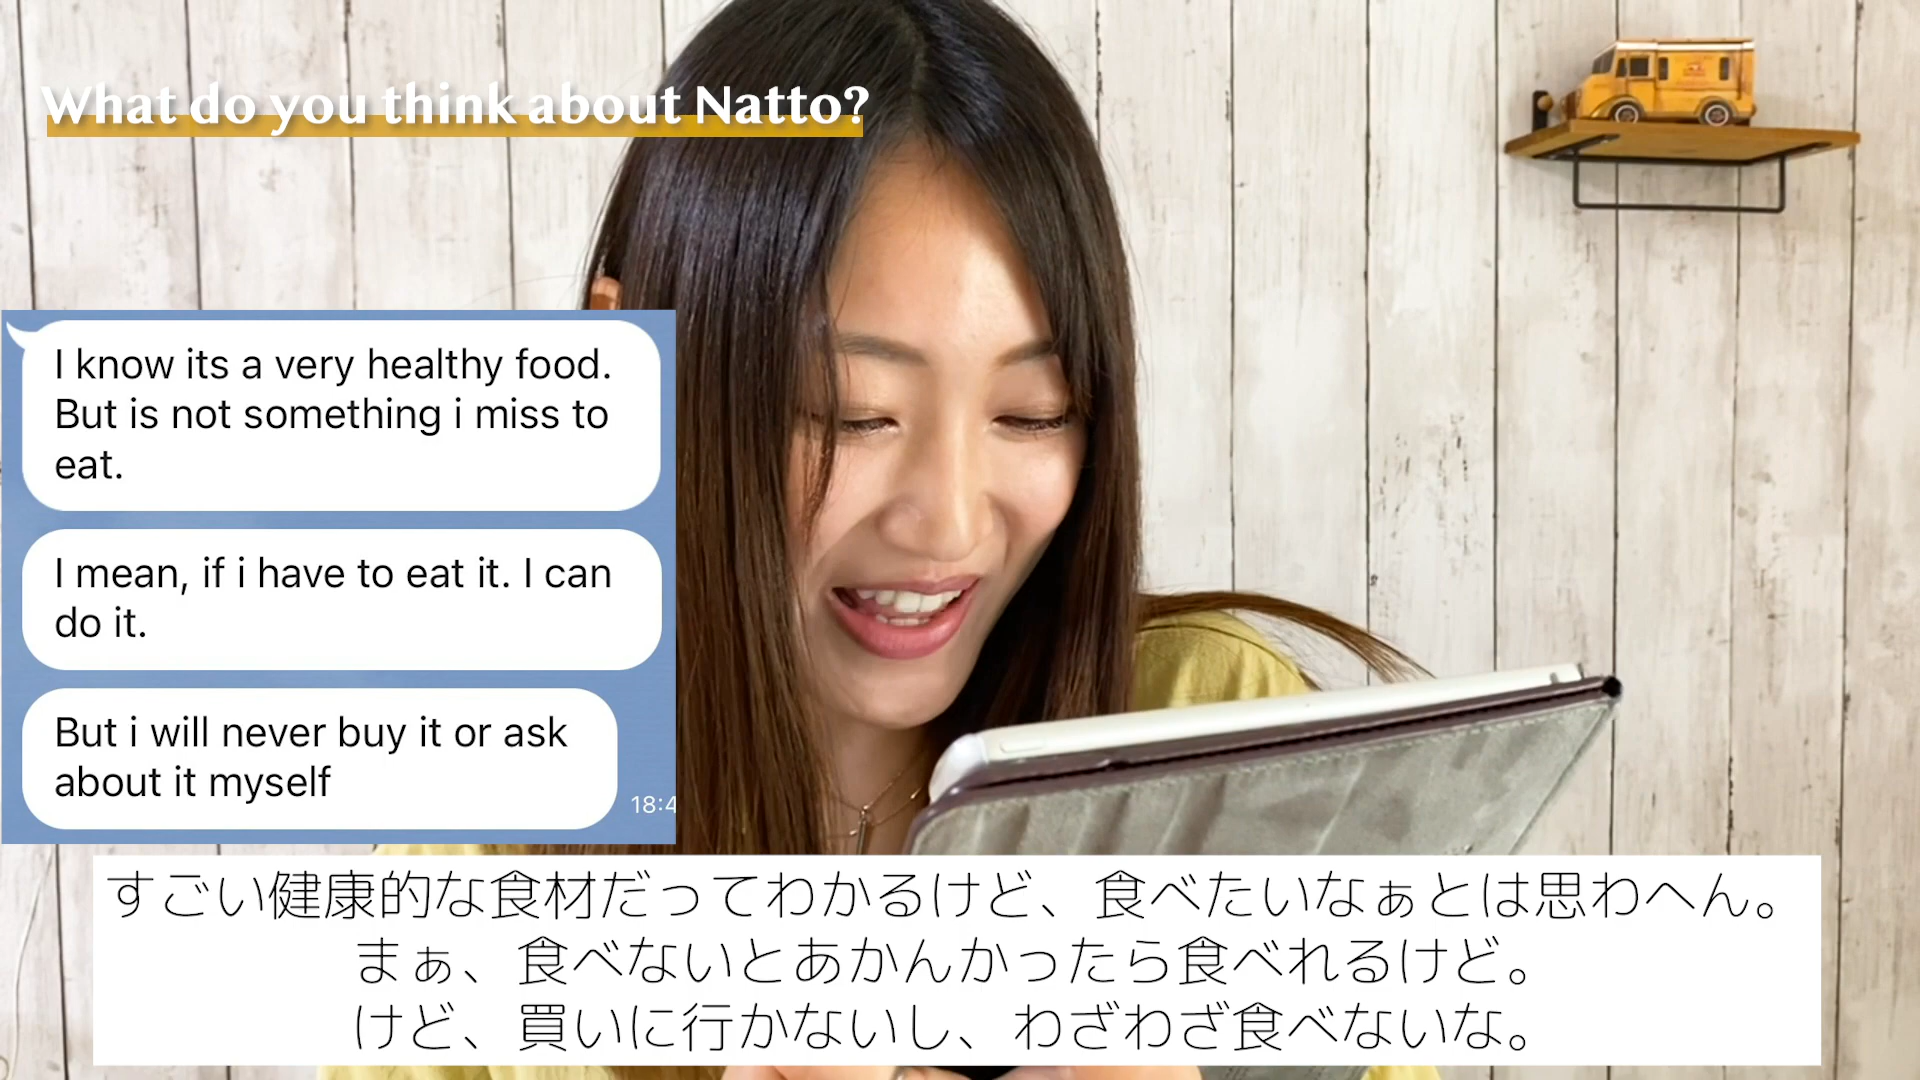 What do you think about Natto?
I know its a very healthy food.
But is not something i miss to
eat.
I mean, if i have to eat it. I can
do it.
But i will never buy it or ask
about it myself
18:4
すごい健康的な食材だってわかるけど、食べたいなぁとは思わへん。
まぁ、食べないとあかんかったら食べれるけど。
けど、買いに行かないし、わざわざ食べないな。